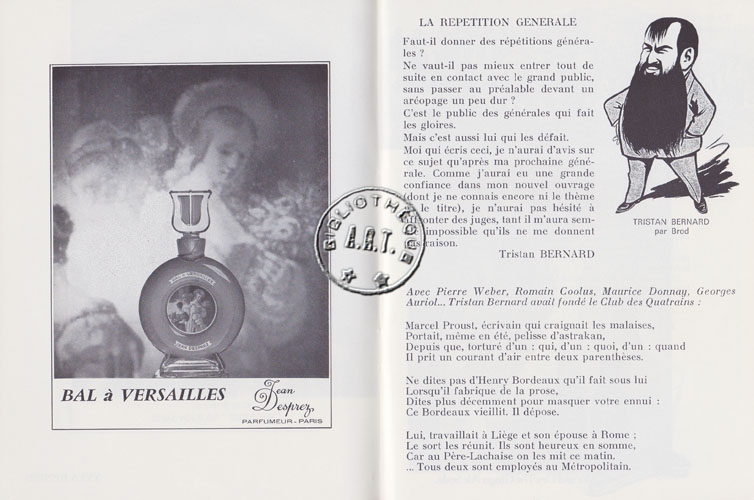 BAL à VERSAILLES
Jean
Desprez
PARFUMEUR - PARIS
BIBLIOTHEQUE
A.R.T.
LA REPETITION GENERALE
Faut-il donner des répétitions généra-
les ?
Ne vaut-il pas mieux entrer tout de
suite en contact avec le grand public,
sans passer au préalable devant un
aréopage un peu dur ?
C'est le public des générales qui fait
les gloires.
Mais c'est aussi lui qui les défait.
Moi qui écris ceci, je n'aurai d'avis sur
ce sujet qu'après ma prochaine géné-
rale. Comme j'aurai eu une grande
confiance dans mon nouvel ouvrage
(dont je ne connais encore ni le thème
le titre), je n'aurai pas hésité à
affronter des juges, tant il m'aura sem-
impossible qu'ils ne me donnent
raison.
Tristan BERNARD
TRISTAN BERNARD
par Brod
Avec Pierre Weber, Romain Coolus, Maurice Donnay, Georges
Auriol... Tristan Bernard avait fondé le Club des Quatrains :
Marcel Proust, écrivain qui craignait les malaises,
Portait, même en été, pelisse d'astrakan,
Depuis que, torturé d'un : qui, d'un : quoi, d'un : quand
Il prit un courant d'air entre deux parenthèses.
Ne dites pas d'Henry Bordeaux qu'il fait sous lui
Lorsqu'il fabrique de la prose,
Dites plus décemment pour masquer votre ennui :
Ce Bordeaux vieillit. Il dépose.
Lui, travaillait à Liège et son épouse à Rome ;
Le sort les réunit. Ils sont heureux en somme,
Car au Père-Lachaise on les mit ce matin.
... Tous deux sont employés au Métropolitain.